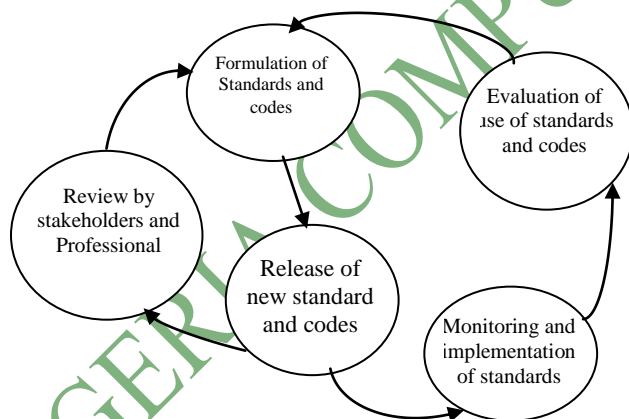 Formulation of
Standards and
codes
Evaluation of
use of standards
and codes
Review by
stakeholders and
Professional
Release of
new standard
and codes
Monitoring and
implementation
of standards